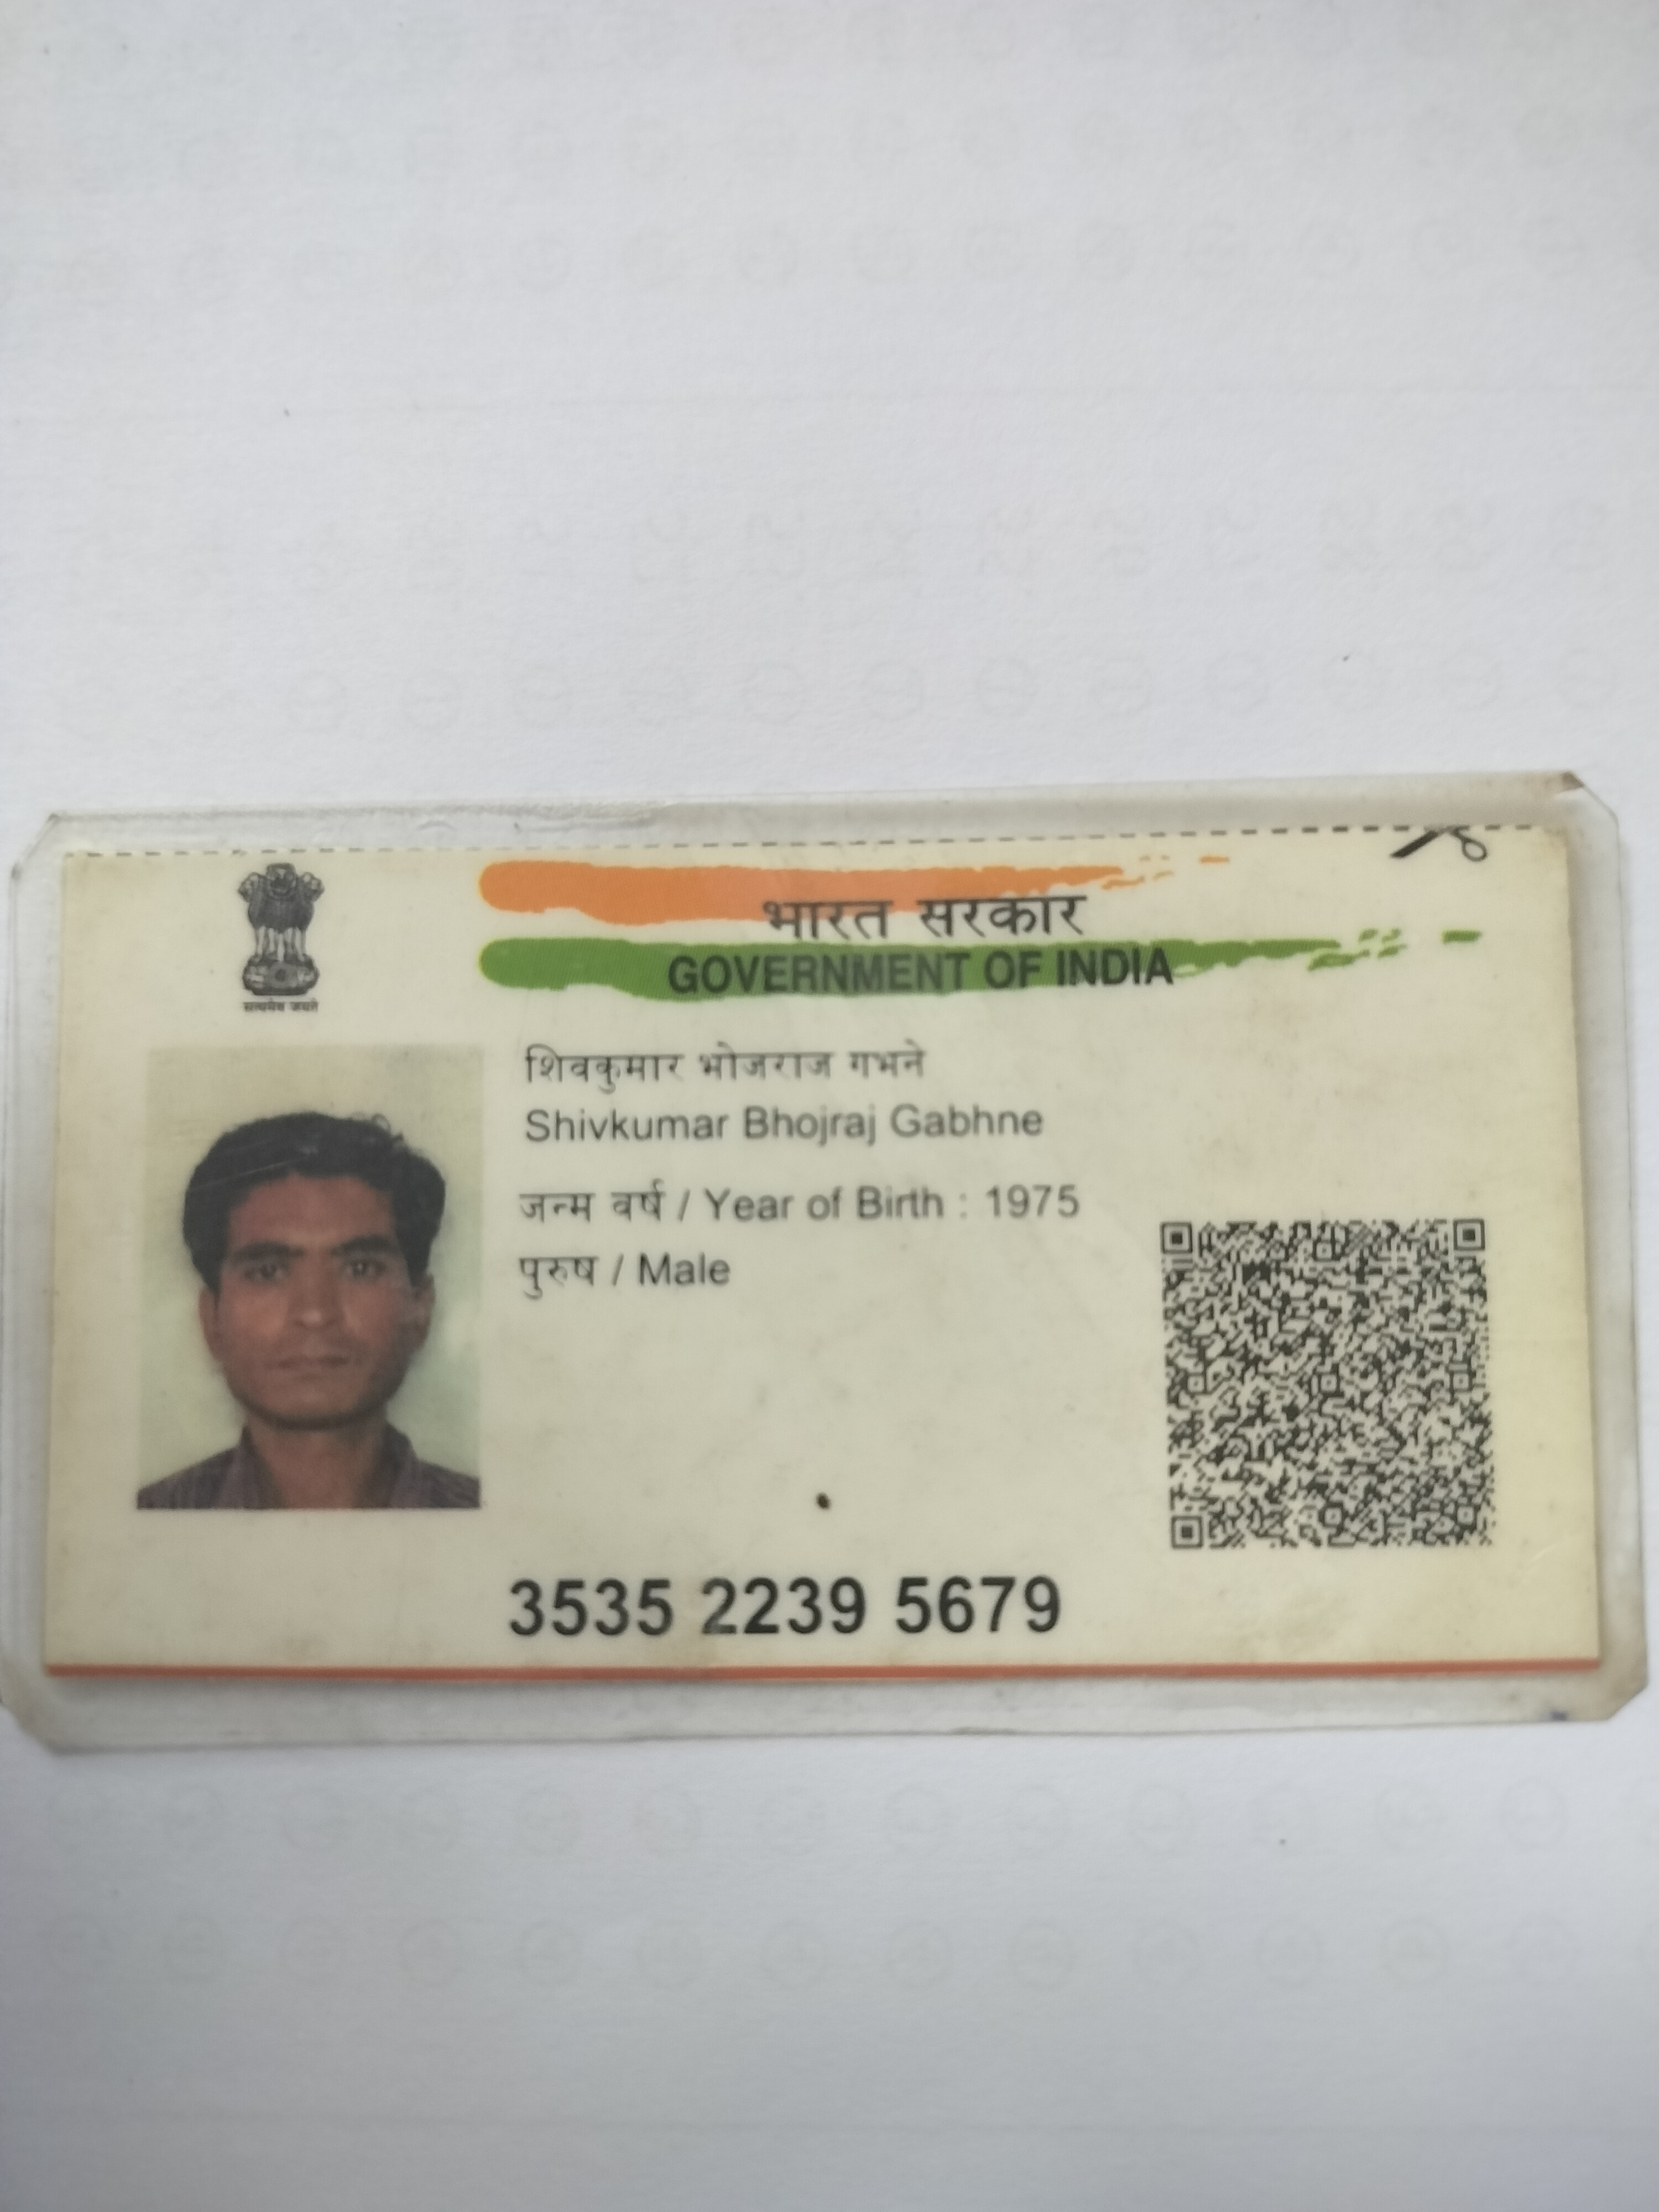 सत्यमेव जयते
भारत सरकार
GOVERNMENT OF INDIA
शिवकुमार भोजराज गभने
Shivkumar Bhojraj Gabhne
जन्म वर्ष / Year of Birth : 1975
पुरुष / Male
3535 2239 5679